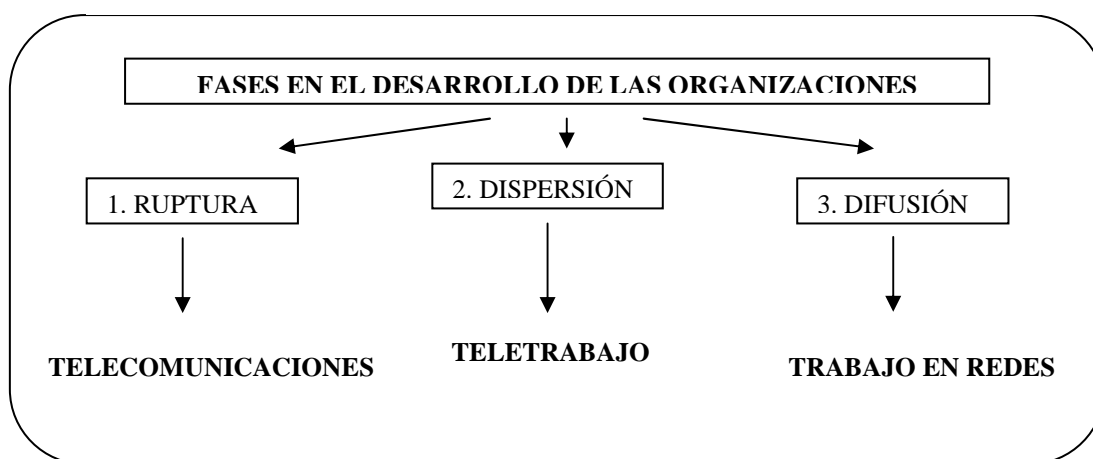 FASES EN EL DESARROLLO DE LAS ORGANIZACIONES
1. RUPTURA
2. DISPERSIÓN
3. DIFUSIÓN
TELECOMUNICACIONES
TELETRABAJO
TRABAJO EN REDES